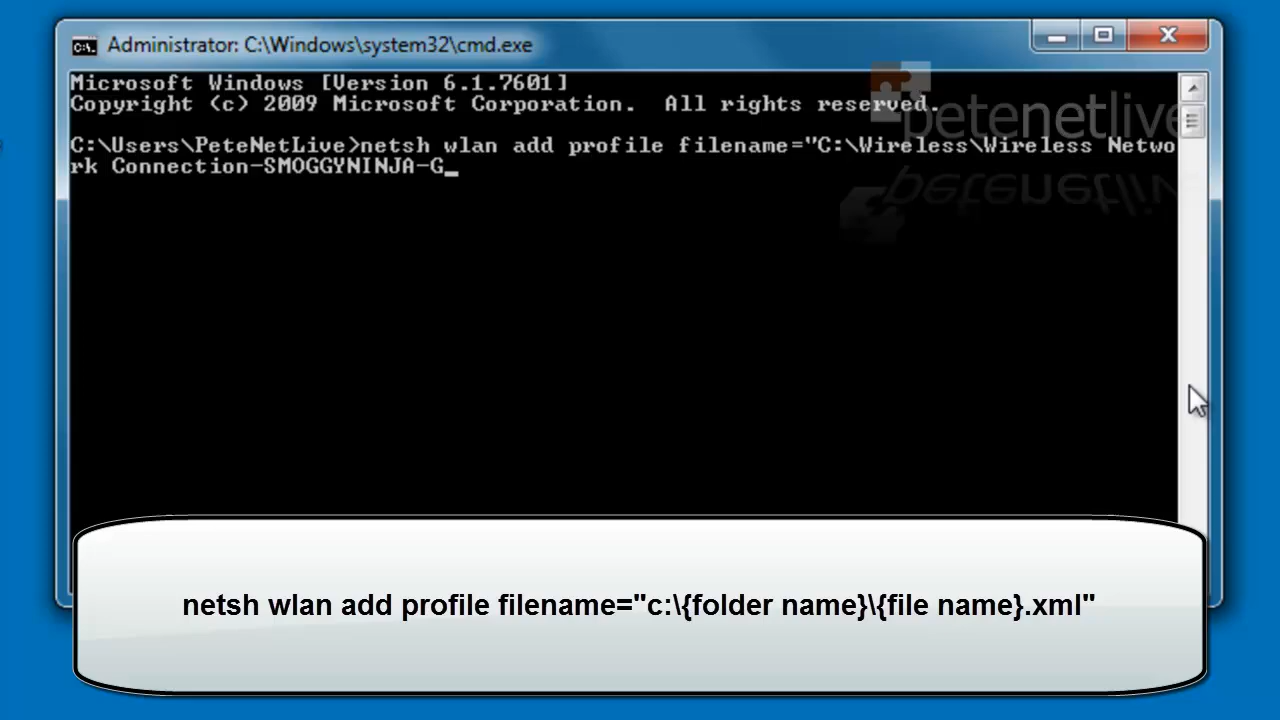 Administrator: C:\Windows\system32\cmd.exe
Microsoft Windows [Version 6.1.7601]
Copyright (c) 2009 Microsoft Corporation.  All rights reserved.
petenetlive
C:\Users\PeteNetLive>netsh wlan add profile filename="C:\Wireless\Wireless Netwo
rk Connection-SMOGGYNINJA-G_
netsh wlan add profile filename="c:\{folder name}\{file name}.xml"